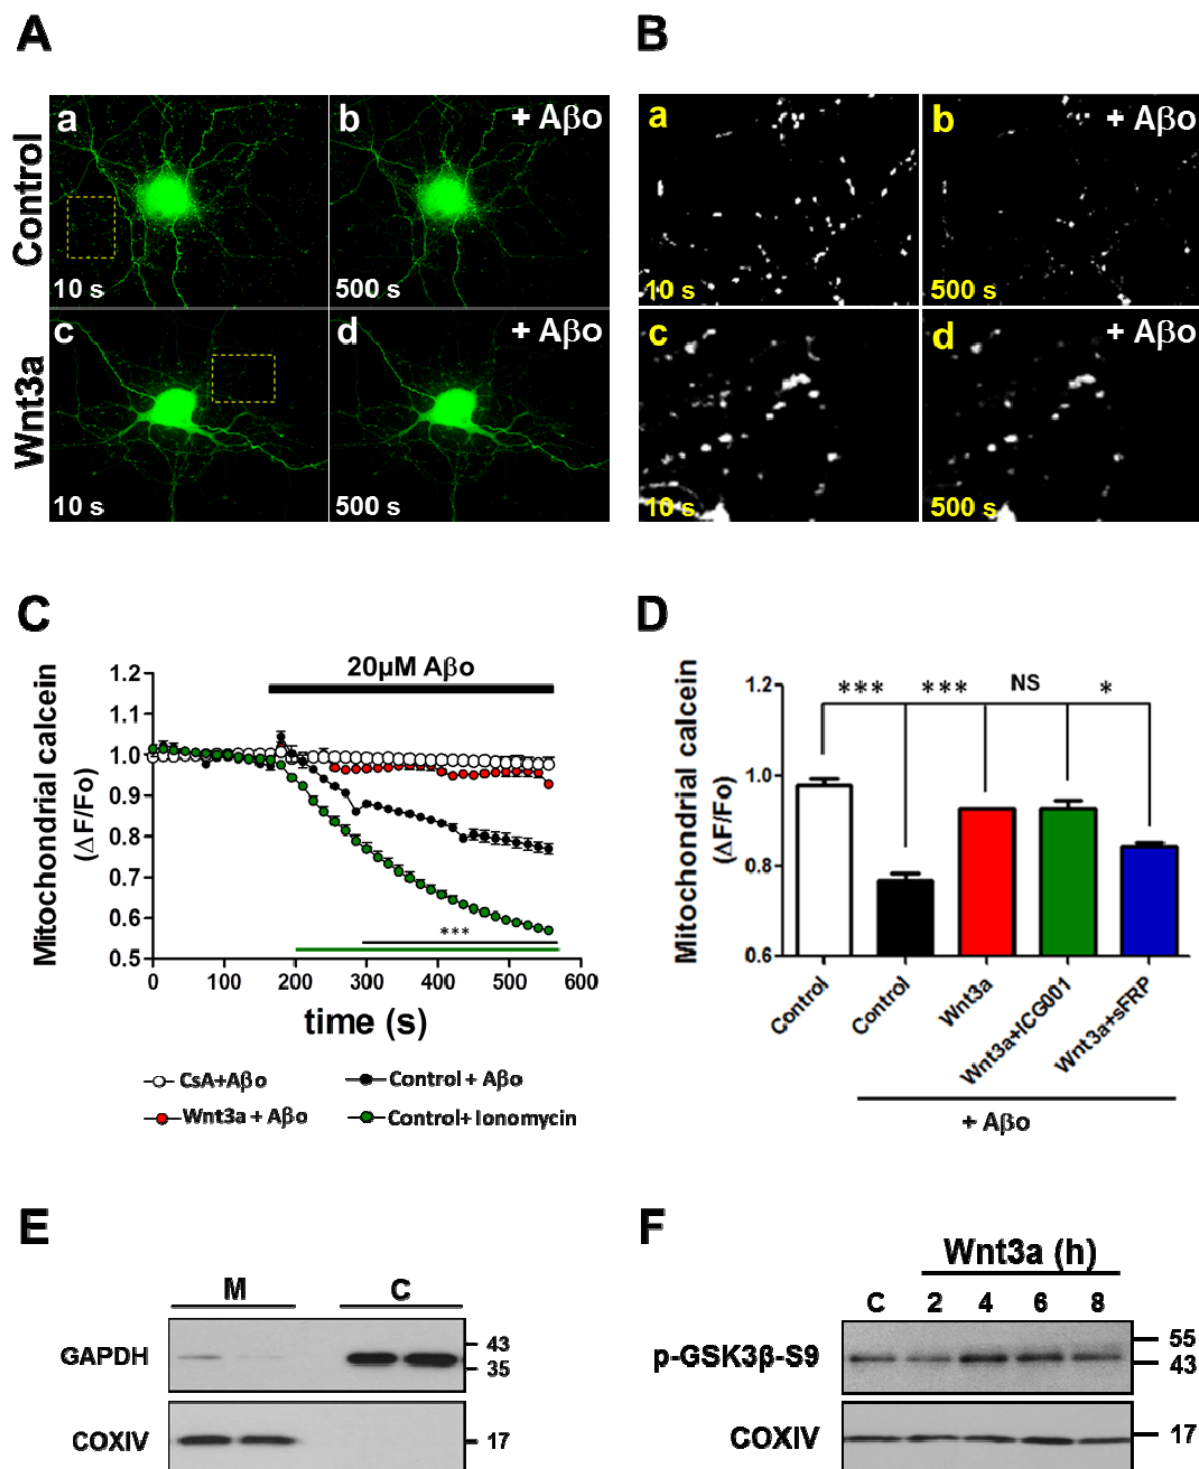 A
B
Control
a
b
+ Aβo
10 s
500 s
a
b
+ Aβo
10 s
500 s
Wnt3a
c
d
+ Aβo
10 s
500 s
c
d
+ Aβo
10 s
500 s
C
20µM Aβo
Mitochondrial calcein
(ΔF/Fo)
1.2
1.1
1.0
0.9
0.8
0.7
0.6
0.5
***
0 100 200 300 400 500 600
time (s)
CsA+Aβo
Control + Aβo
Wnt3a + Aβo
Control+ Ionomycin
D
Mitochondrial calcein
(ΔF/Fo)
1.2
1.0
0.8
0.6
*** *** NS *
Control
Control
Wnt3a
Wnt3a+ICG001
Wnt3a+sFRP
+ Aβo
E
M C
GAPDH
43
35
COXIV
17
F
Wnt3a (h)
C 2 4 6 8
p-GSK3β-S9
55
43
COXIV
17